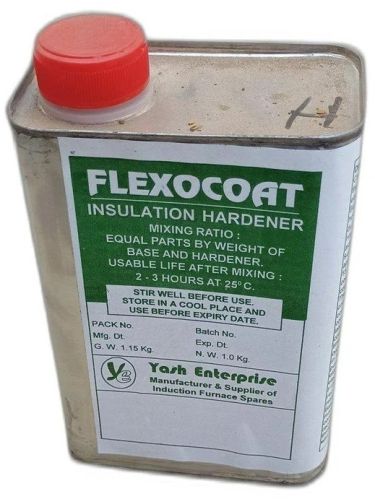 H
FLEXOCOAT
INSULATION HARDENER
MIXING RATIO :
EQUAL PARTS BY WEIGHT OF
BASE AND HARDENER.
USABLE LIFE AFTER MIXING :
2 - 3 HOURS AT 25° C.
STIR WELL BEFORE USE.
STORE IN A COOL PLACE AND
USE BEFORE EXPIRY DATE.
PACK No. Batch No.
Mfg. Dt. Exp. Dt.
G. W. 1.15 Kg. N. W. 1.0 Kg.
Yash Enterprise
Manufacturer & Supplier of
Induction Furnace Spares